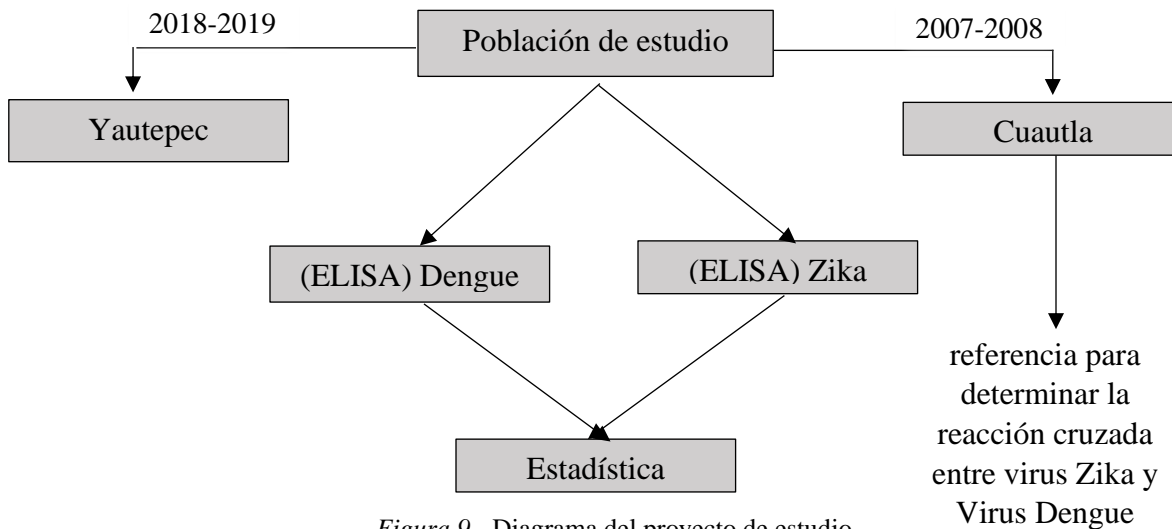 2018-2019
Población de estudio
2007-2008
Yautepec
Cuautla
(ELISA) Dengue
(ELISA) Zika
referencia para
determinar la
reacción cruzada
entre virus Zika y
Virus Dengue
Estadística
Figura 9. Diagrama del proyecto de estudio